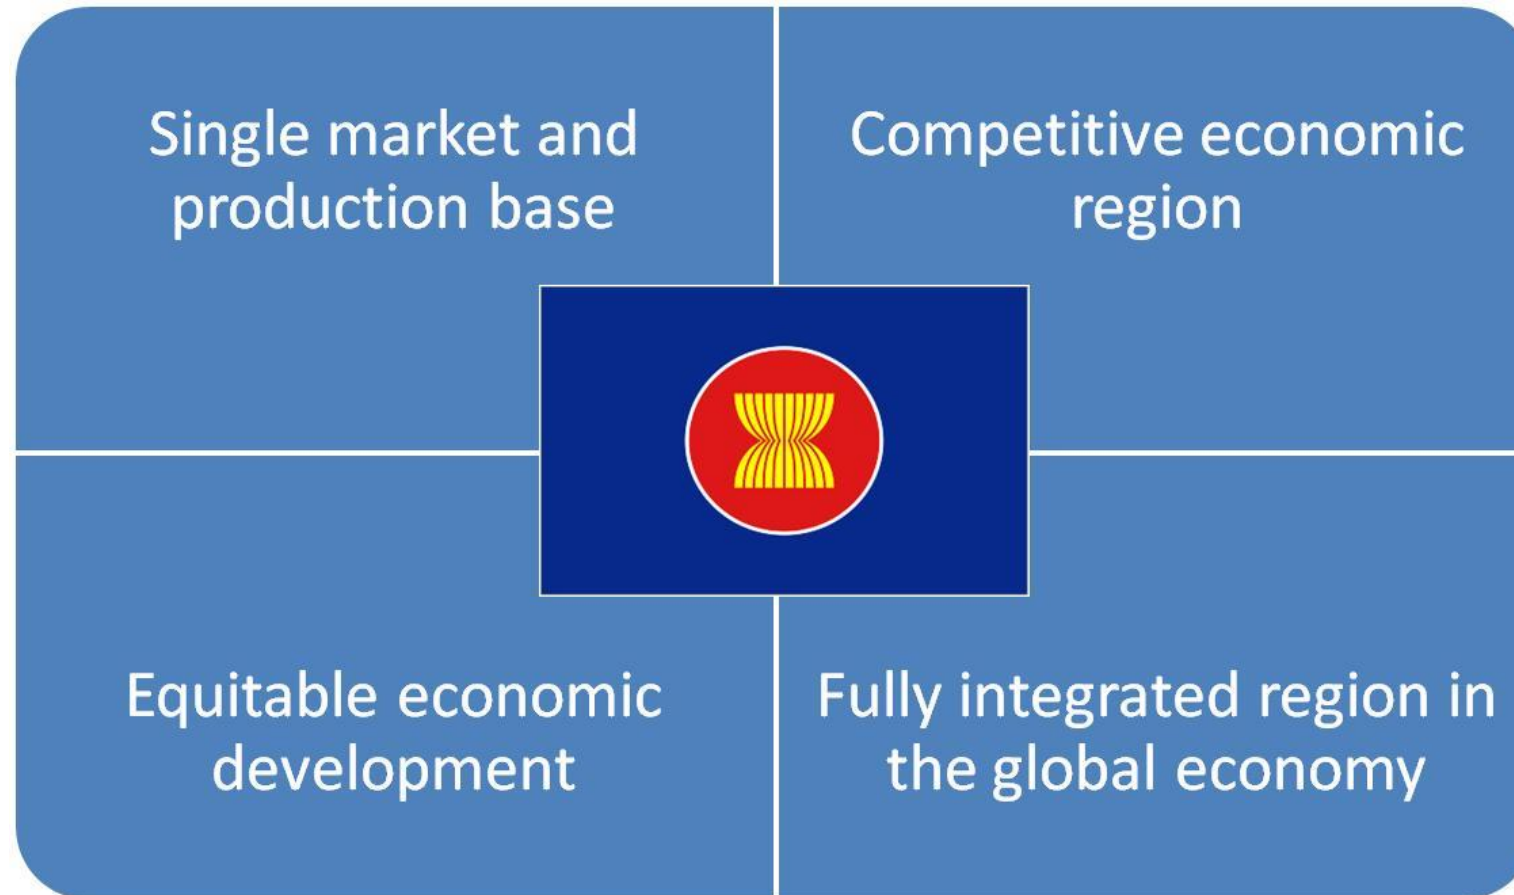 Single market and
production base
Competitive economic
region
Equitable economic
development
Fully integrated region in
the global economy